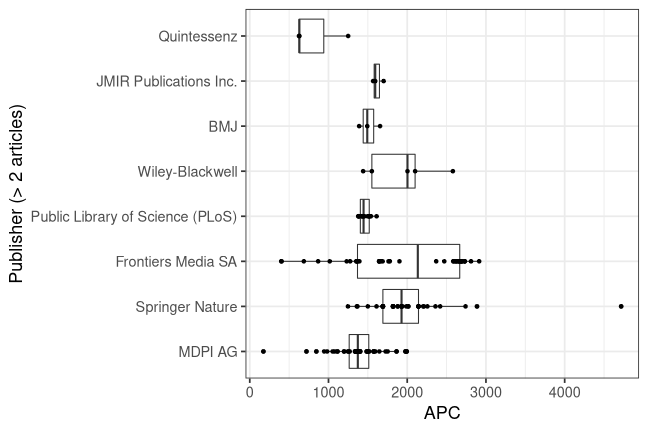 Publisher (> 2 articles)
Quintessenz
JMIR Publications Inc.
BMJ
Wiley-Blackwell
Public Library of Science (PLoS)
Frontiers Media SA
Springer Nature
MDPI AG
0 1000 2000 3000 4000
APC